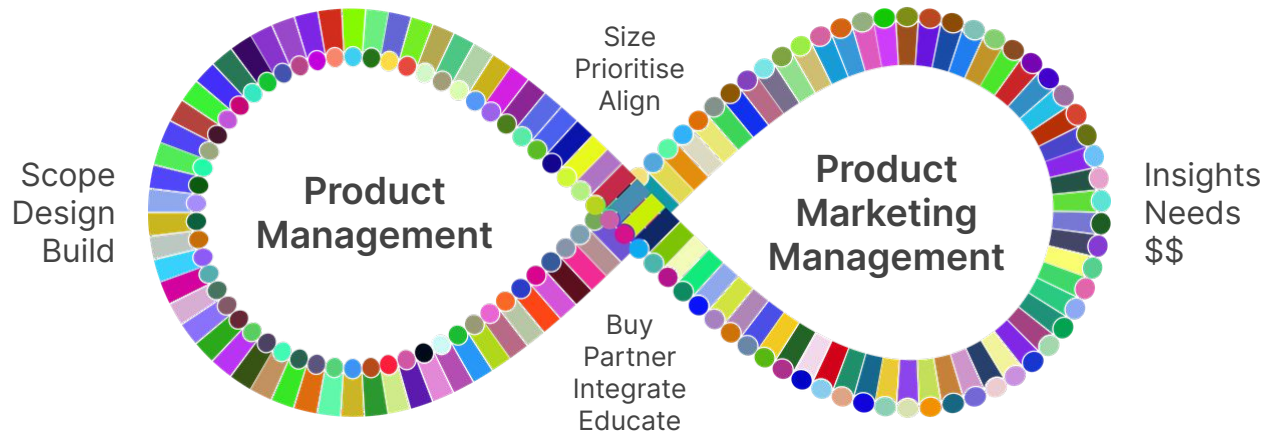 Size
Prioritise
Align
Scope
Design
Build
Product
Management
Product
Marketing
Management
Insights
Needs
$$
Buy
Partner
Integrate
Educate